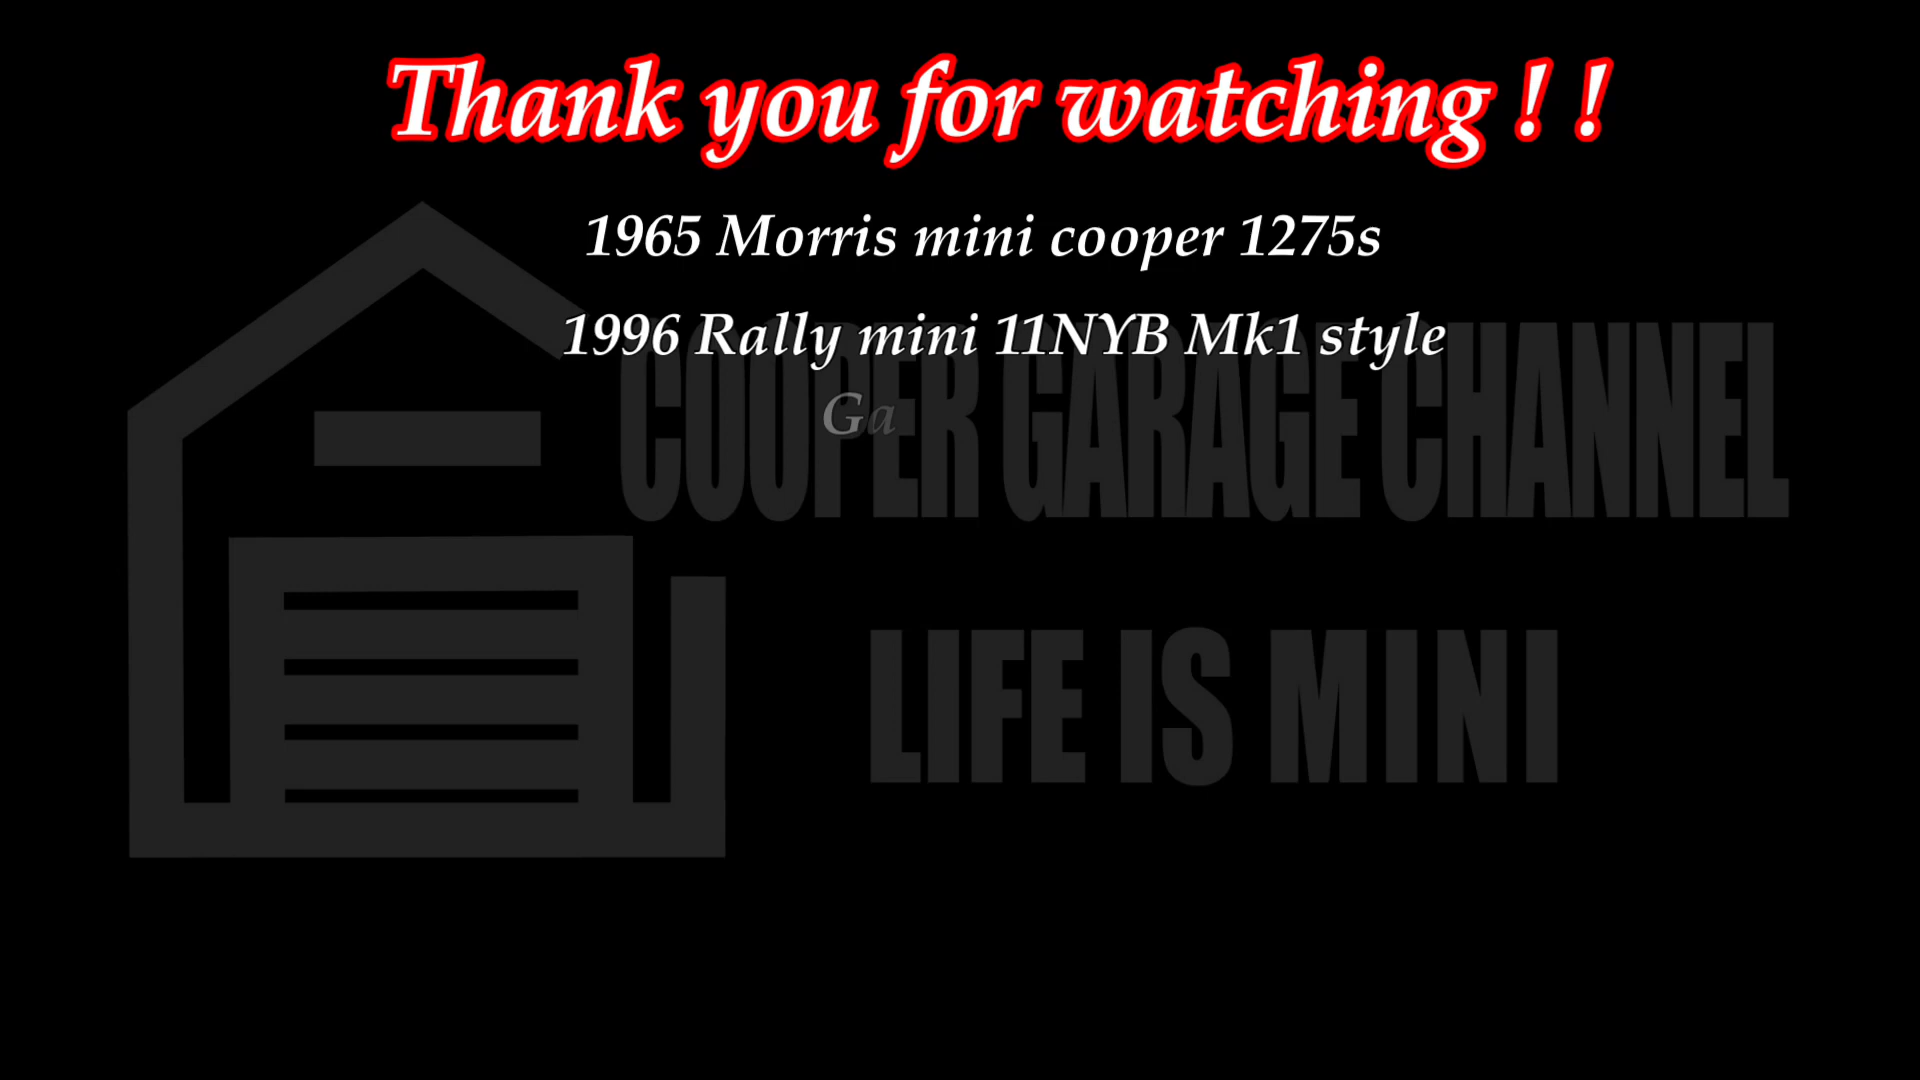 Thank you for watching ! !
1965 Morris mini cooper 1275s
1996 Rally mini 11NYB Mk1 style
Ga
COOPER GARAGE CHANNEL
LIFE IS MINI